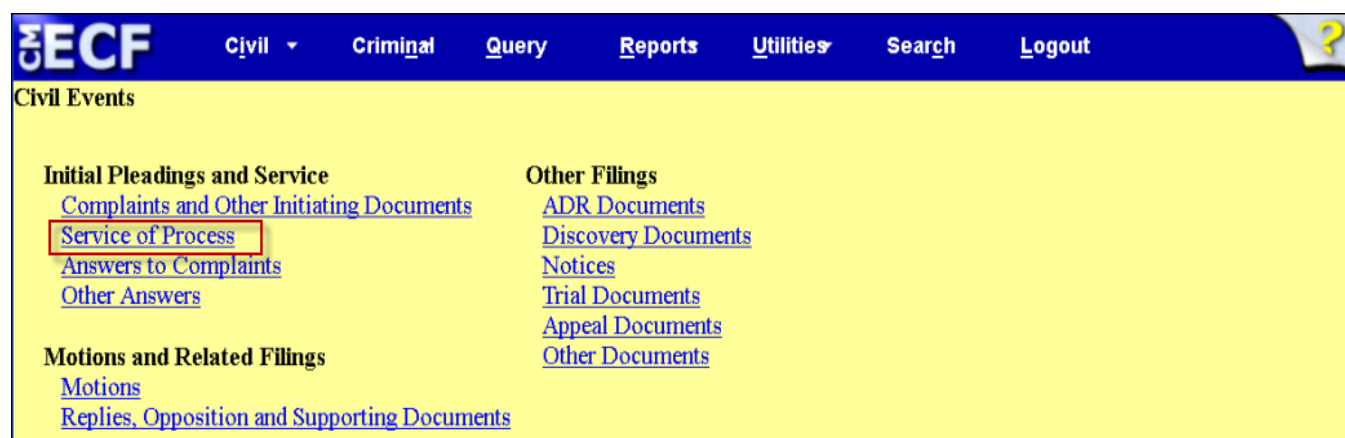 CM ECF Civil Criminal Query Reports Utilities Search Logout ?
Civil Events
Initial Pleadings and Service
Complaints and Other Initiating Documents
Service of Process
Answers to Complaints
Other Answers
Motions and Related Filings
Motions
Replies, Opposition and Supporting Documents
Other Filings
ADR Documents
Discovery Documents
Notices
Trial Documents
Appeal Documents
Other Documents